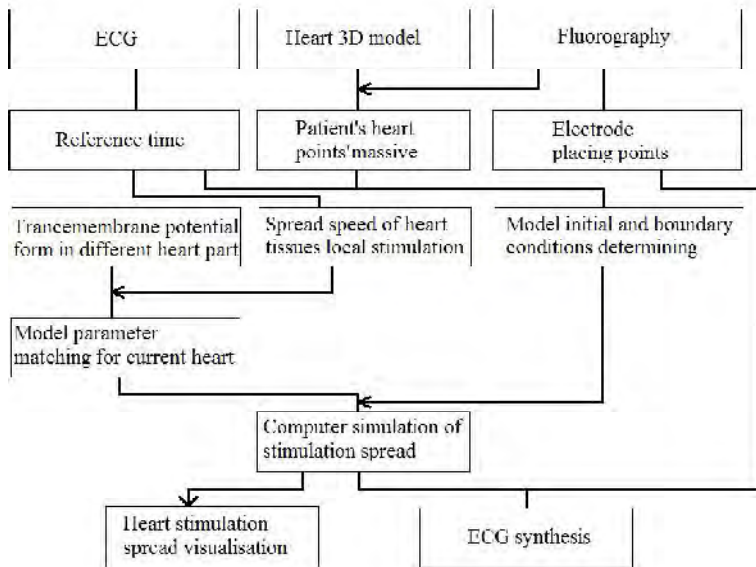 ECG
Heart 3D model
Fluorography
Reference time
Patient's heart
points'massive
Electrode
placing points
Trancemembrane potential
form in different heart part
Spread speed of heart
tissues local stimulation
Model initial and boundary
conditions determining
Model parameter
matching for current heart
Computer simulation of
stimulation spread
Heart stimulation
spread visualisation
ECG synthesis